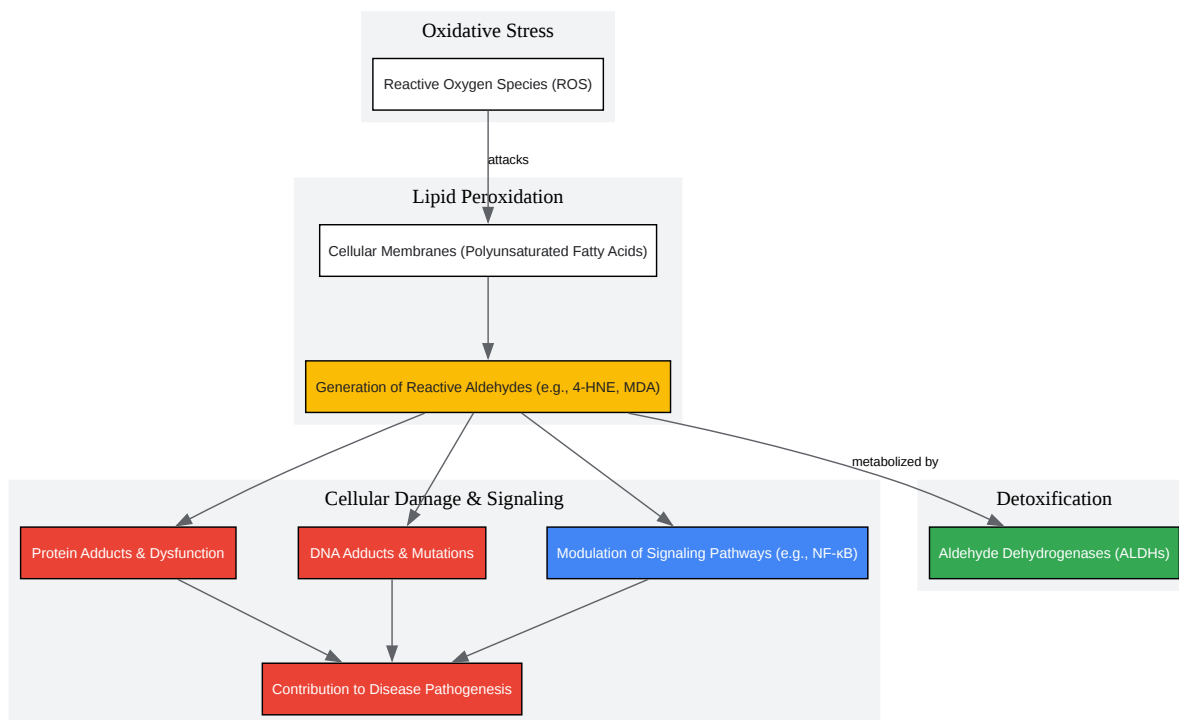 Oxidative Stress
Reactive Oxygen Species (ROS)
attacks
Lipid Peroxidation
Cellular Membranes (Polyunsaturated Fatty Acids)
Generation of Reactive Aldehydes (e.g., 4-HNE, MDA)
metabolized by
Cellular Damage & Signaling
Detoxification
Protein Adducts & Dysfunction
DNA Adducts & Mutations
Modulation of Signaling Pathways (e.g., NF-κB)
Aldehyde Dehydrogenases (ALDHs)
Contribution to Disease Pathogenesis